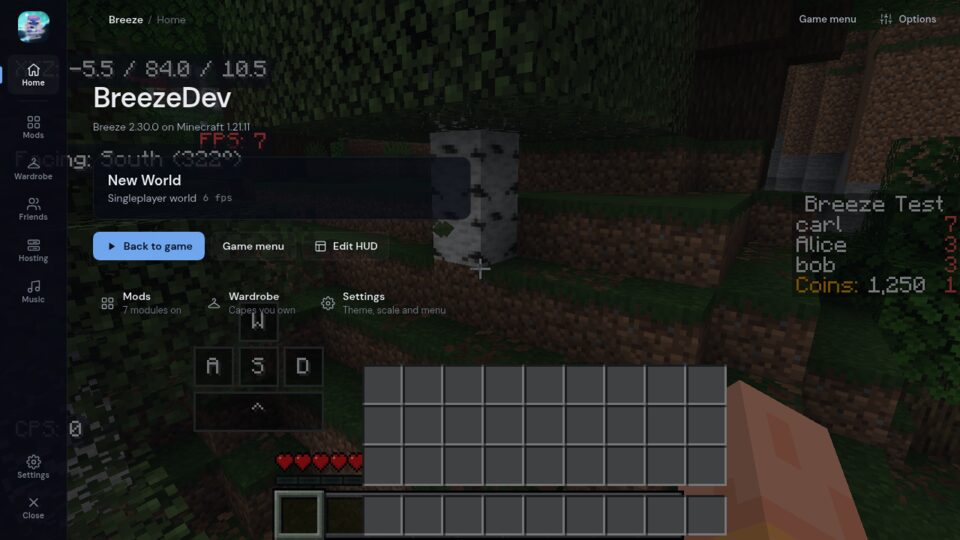 Breeze / Home
Game menu
Options
-5.5 / 84.0 / 10.5
Home
BreezeDev
Breeze 2.30.0 on Minecraft 1.21.11
FPS: 7
Mods
Facing: South (322°)
Wardrobe
New World
Singleplayer world 6 fps
Friends
Breeze Test
carl 7
Alice 3
bob 3
Coins: 1,250 1
Hosting
Back to game
Game menu
Edit HUD
Music
Mods
7 modules on
Wardrobe
Capes you own
Settings
Theme, scale and menu
W
A S D
^
CPS: 0
Settings
Close